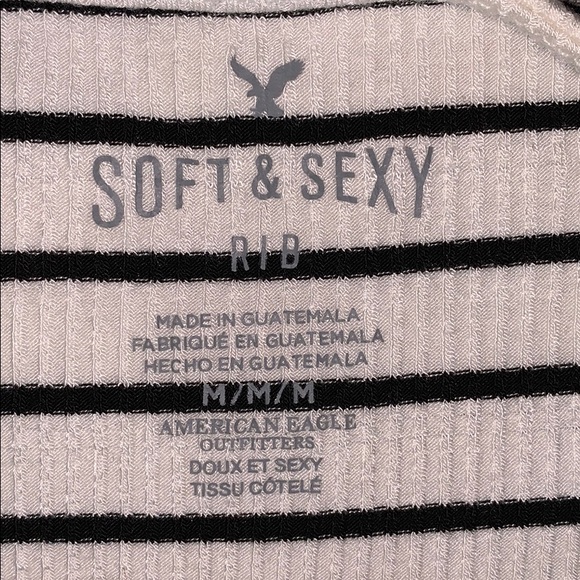 SOFT & SEXY
RIB
MADE IN GUATEMALA
FABRIQUÉ EN GUATEMALA
HECHO EN GUATEMALA
M/M/M
AMERICAN EAGLE
OUTFITTERS
DOUX ET SEXY
TISSU CÔTELÉ